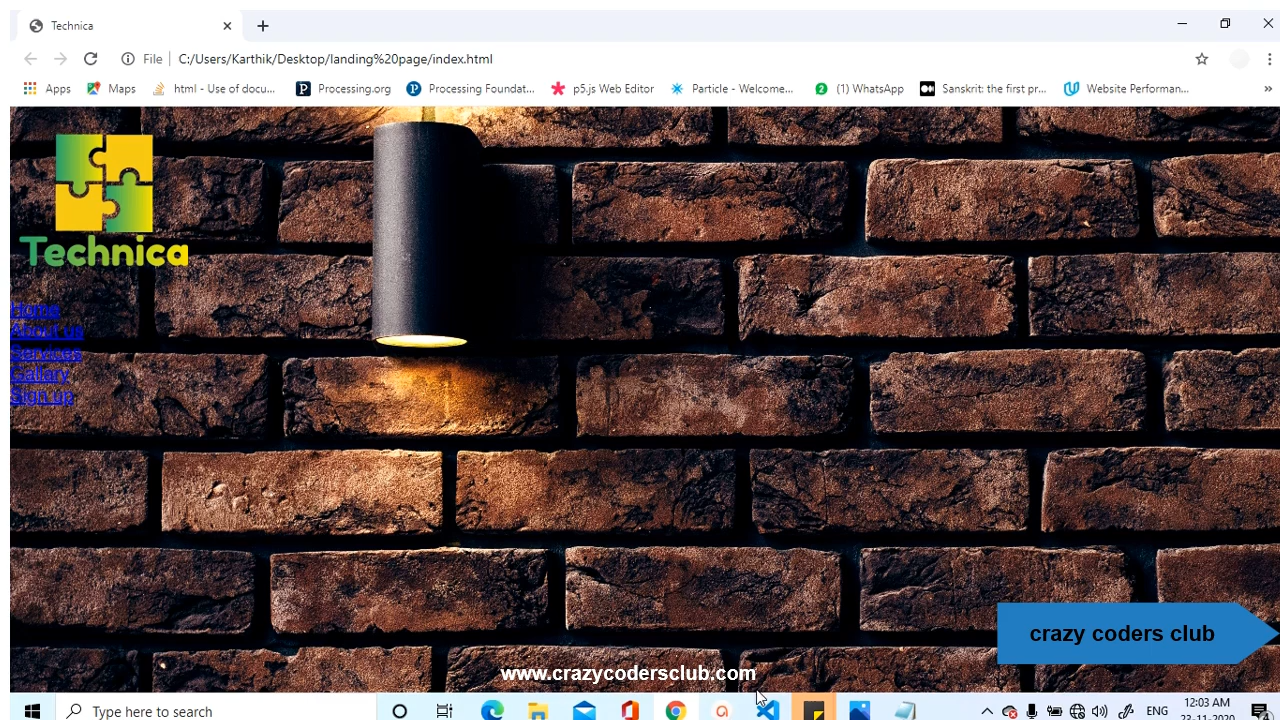 Technica
File C:/Users/Karthik/Desktop/landing%20page/index.html
Apps Maps html - Use of docu... Processing.org Processing Foundat... p5.js Web Editor Particle - Welcome... (1) WhatsApp Sanskrit: the first pr... Website Performan... »
Technica
Home
About us
Services
Gallary
Sign up
crazy coders club
www.crazycodersclub.com
Type here to search
ENG
12:03 AM